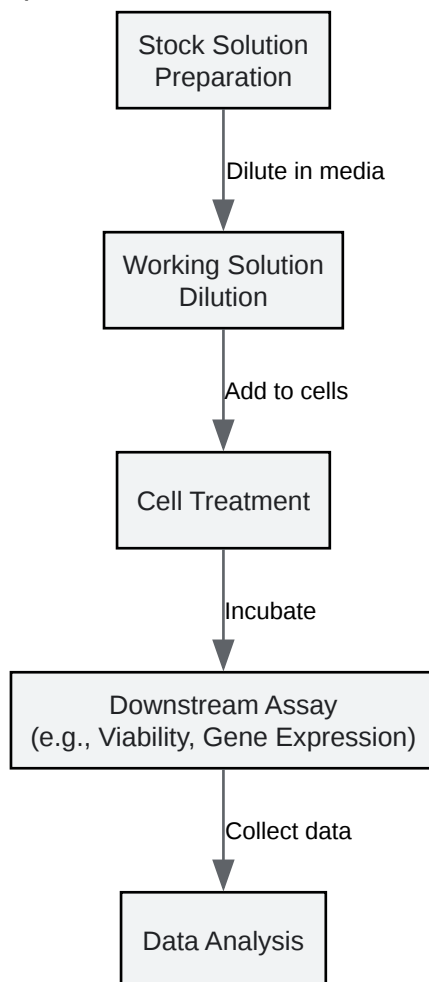 Stock Solution
Preparation
Dilute in media
Working Solution
Dilution
Add to cells
Cell Treatment
Incubate
Downstream Assay
(e.g., Viability, Gene Expression)
Collect data
Data Analysis